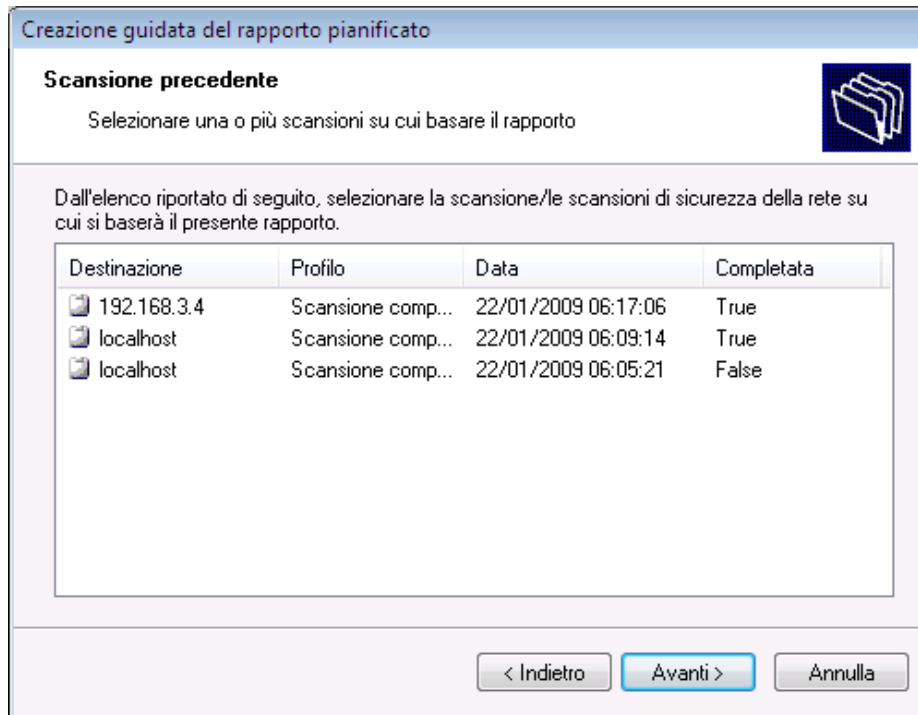 Creazione guidata del rapporto pianificato
Scansione precedente
Selezionare una o più scansioni su cui basare il rapporto
Dall'elenco riportato di seguito, selezionare la scansione/le scansioni di sicurezza della rete su
cui si baserà il presente rapporto.
Destinazione Profilo Data Completata
192.168.3.4 Scansione comp... 22/01/2009 06:17:06 True
localhost Scansione comp... 22/01/2009 06:09:14 True
localhost Scansione comp... 22/01/2009 06:05:21 False
< Indietro Avanti > Annulla